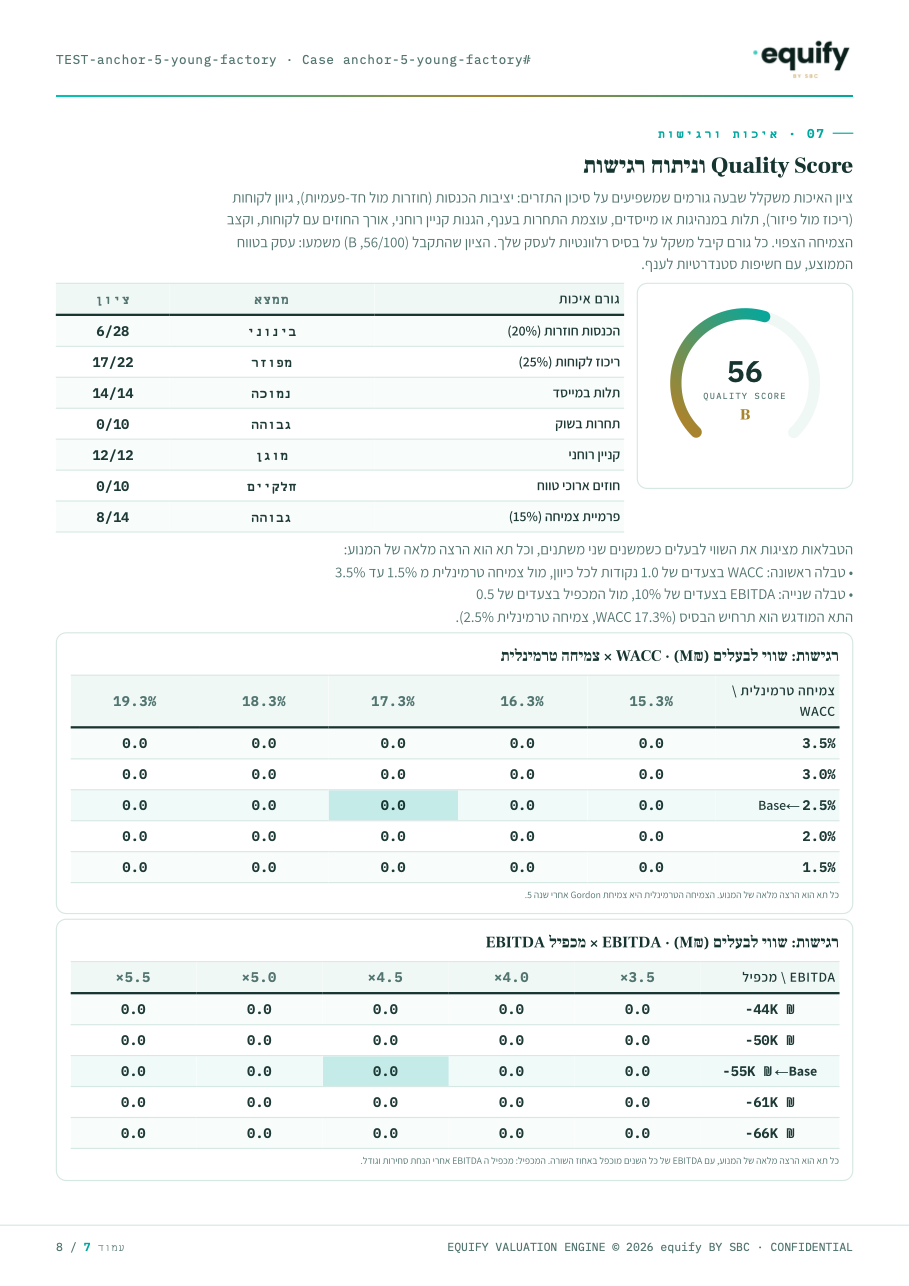 TEST-anchor-5-young-factory · Case anchor-5-young-factory#
equify
BY SBC
07 · איכות ורגישות
Quality Score וניתוח רגישות
ציון האיכות משקלל שבעה גורמים שמשפיעים על סיכון התזרים: יציבות הכנסות (חוזרות מול חד-פעמיות), גיוון לקוחות
(ריכוז מול פיזור), תלות במנהיגות או מייסדים, עוצמת התחרות בענף, הגנות קניין רוחני, אורך החוזים עם לקוחות, וקצב
הצמיחה הצפוי. כל גורם קיבל משקל על בסיס רלוונטיות לעסק שלך. הציון שהתקבל (56/100, B) משמעו: עסק בטווח
הממוצע, עם חשיפות סטנדרטיות לענף.
56
QUALITY SCORE
B
גורם איכות ממצא ציון
הכנסות חוזרות (20%) בינוני 6/28
ריכוז לקוחות (25%) מפוזר 17/22
תלות במייסד נמוכה 14/14
תחרות בשוק גבוהה 0/10
קניין רוחני מוגן 12/12
חוזים ארוכי טווח חלקיים 0/10
פרמיית צמיחה (15%) גבוהה 8/14
הטבלאות מציגות את השווי לבעלים כשמשנים שני משתנים, וכל תא הוא הרצה מלאה של המנוע:
• טבלה ראשונה: WACC בצעדים של 1.0 נקודות לכל כיוון, מול צמיחה טרמינלית מ 1.5% עד 3.5%
• טבלה שנייה: EBITDA בצעדים של 10%, מול המכפיל בצעדים של 0.5
התא המודגש הוא תרחיש הבסיס (WACC 17.3%, צמיחה טרמינלית 2.5%).
רגישות: שווי לבעלים (₪M) · WACC × צמיחה טרמינלית
צמיחה טרמינלית \ WACC 15.3% 16.3% 17.3% 18.3% 19.3%
3.5% 0.0 0.0 0.0 0.0 0.0
3.0% 0.0 0.0 0.0 0.0 0.0
2.5% ←Base 0.0 0.0 0.0 0.0 0.0
2.0% 0.0 0.0 0.0 0.0 0.0
1.5% 0.0 0.0 0.0 0.0 0.0
כל תא הוא הרצה מלאה של המנוע. הצמיחה הטרמינלית היא צמיחת Gordon אחרי שנה 5.
רגישות: שווי לבעלים (₪M) · EBITDA × מכפיל EBITDA
EBITDA \ מכפיל ×3.5 ×4.0 ×4.5 ×5.0 ×5.5
-44K ₪ 0.0 0.0 0.0 0.0 0.0
-50K ₪ 0.0 0.0 0.0 0.0 0.0
-55K ₪ ←Base 0.0 0.0 0.0 0.0 0.0
-61K ₪ 0.0 0.0 0.0 0.0 0.0
-66K ₪ 0.0 0.0 0.0 0.0 0.0
כל תא הוא הרצה מלאה של המנוע, עם EBITDA של כל השנים מוכפל באחוז השורה. המכפיל: מכפיל ה EBITDA אחרי הנחת סחירות וגודל.
EQUIFY VALUATION ENGINE © 2026 equify BY SBC · CONFIDENTIAL
עמוד 7 / 8